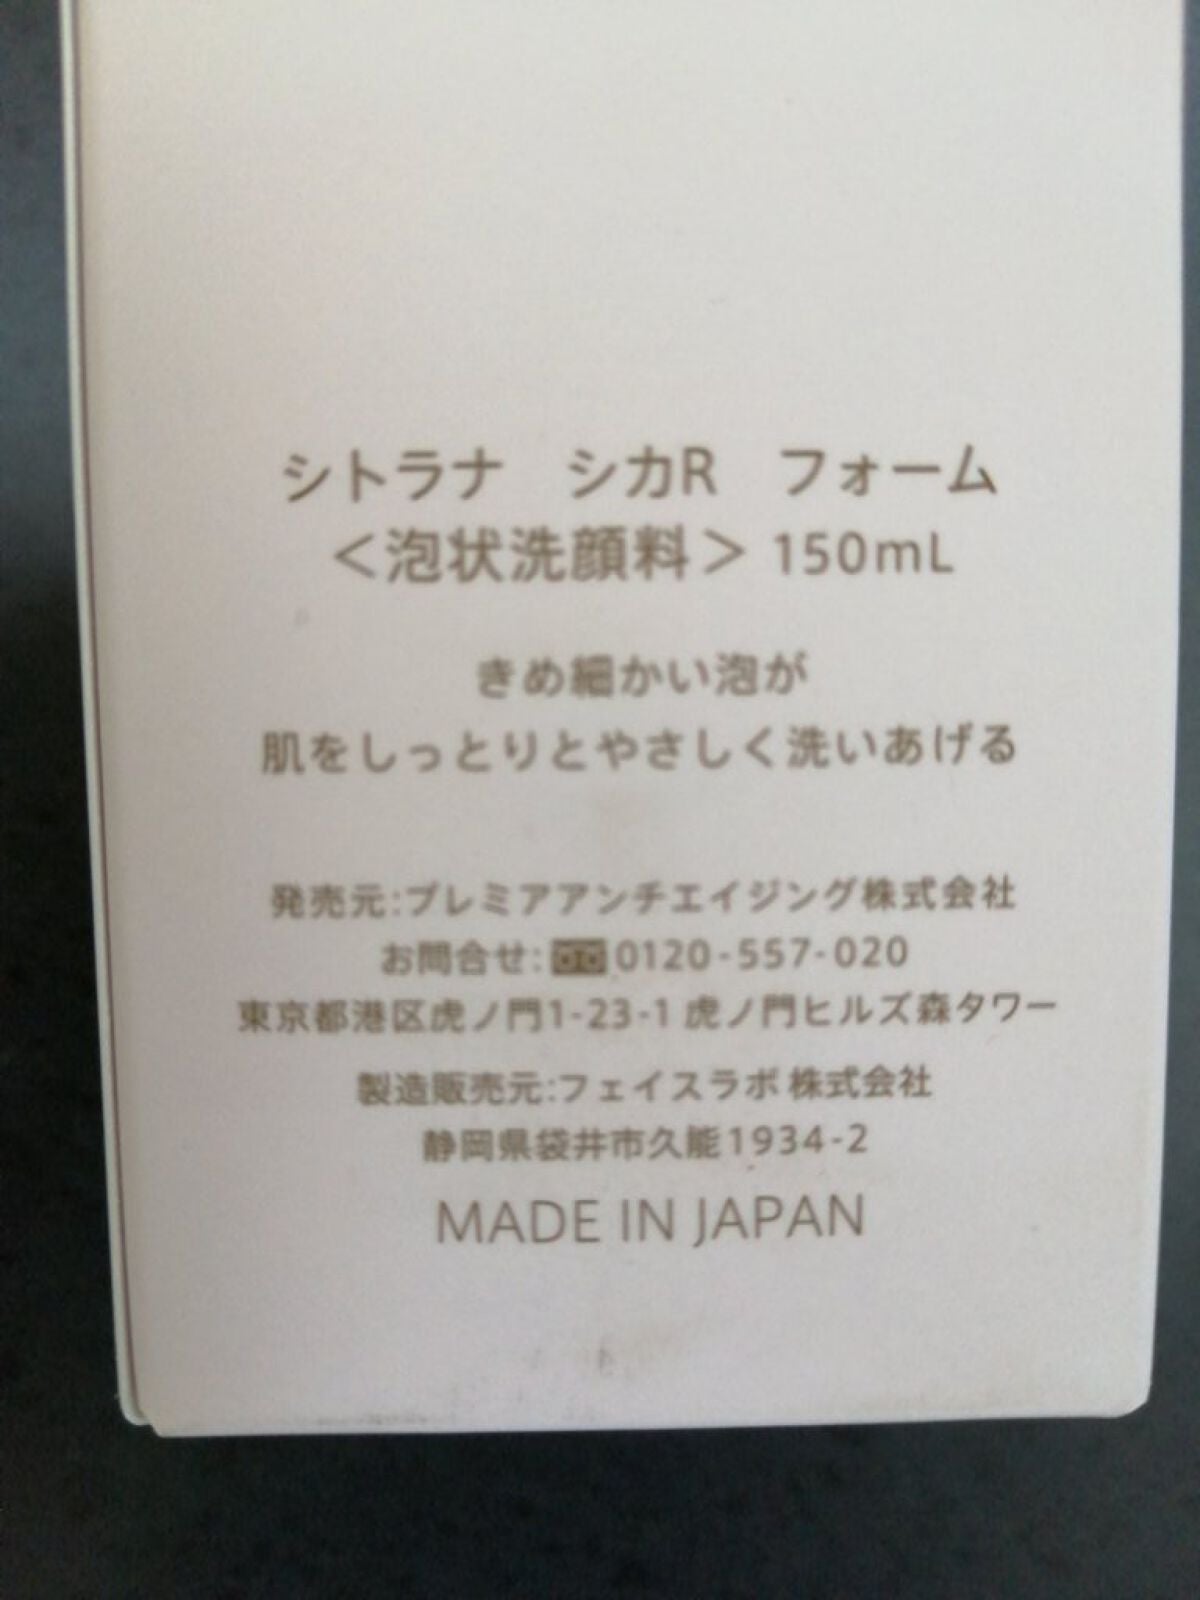 シトラナ　シカR　フォーム
＜泡状洗顔料＞ 150mL
きめ細かい泡が
肌をしっとりとやさしく洗いあげる
発売元:プレミアアンチエイジング株式会社
お問合せ: 0120-557-020
東京都港区虎ノ門1-23-1 虎ノ門ヒルズ森タワー
製造販売元:フェイスラボ 株式会社
静岡県袋井市久能1934-2
MADE IN JAPAN